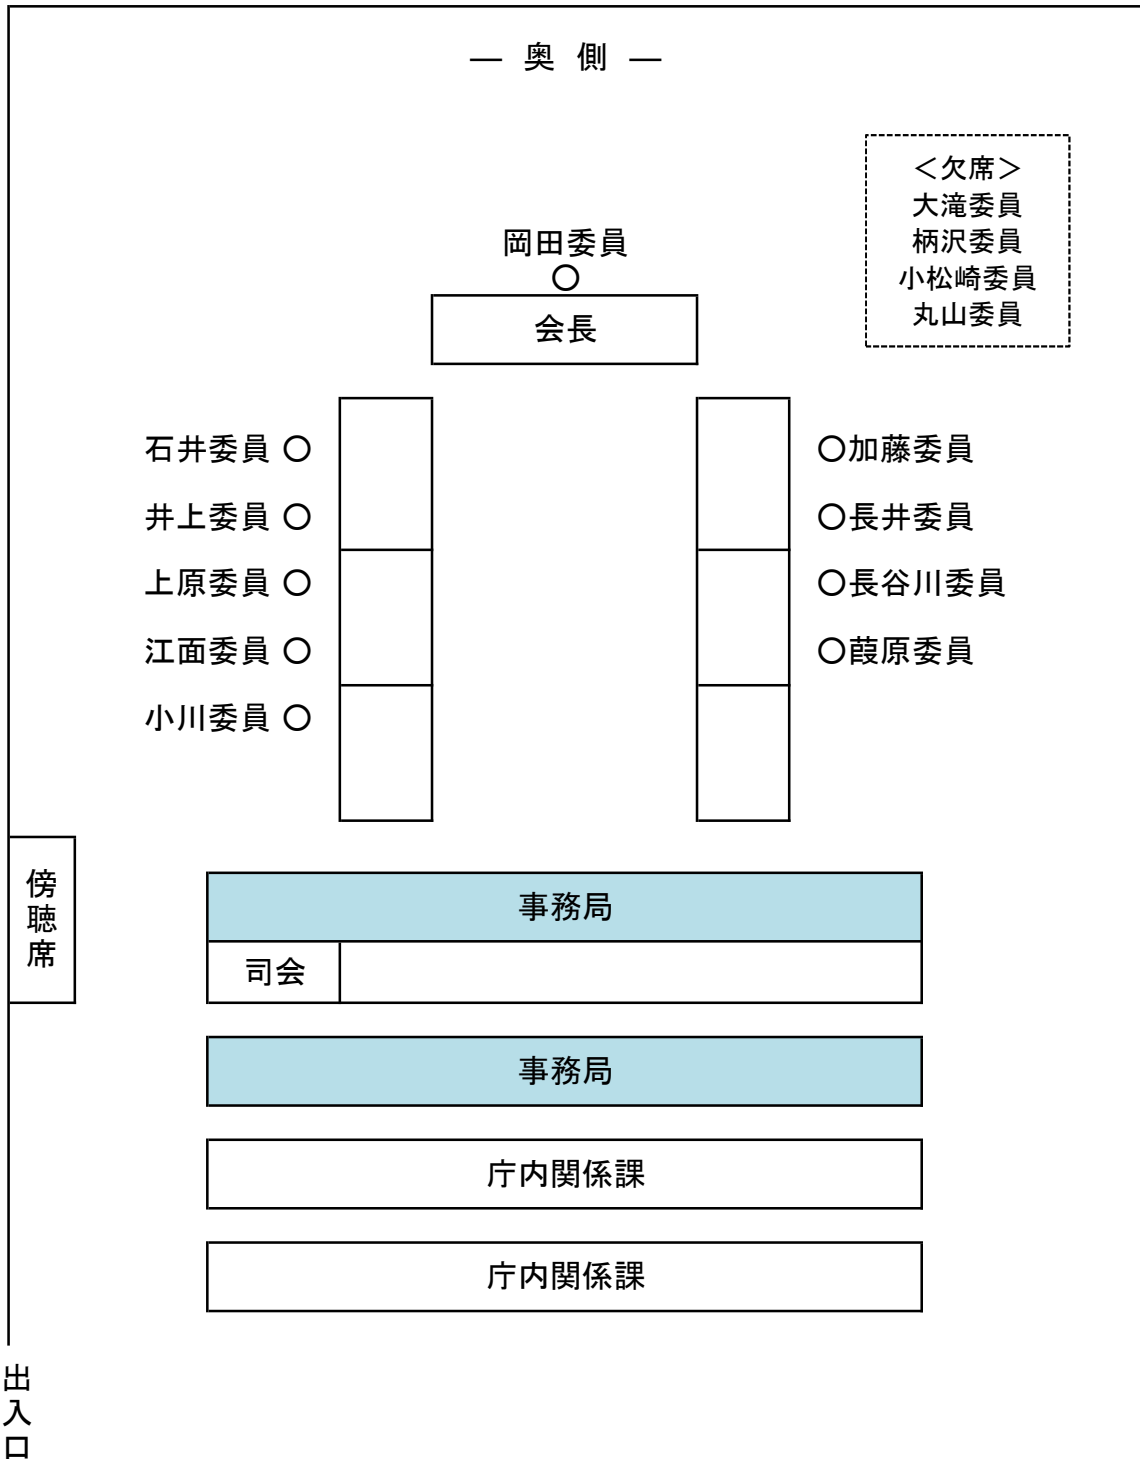 ― 奥 側 ―
＜欠席＞
大滝委員
柄沢委員
小松崎委員
丸山委員
岡田委員
○
会長
石井委員 ○
○加藤委員
井上委員 ○
○長井委員
上原委員 ○
○長谷川委員
江面委員 ○
○葭原委員
小川委員 ○
傍聴席
事務局
司会
事務局
庁内関係課
庁内関係課
出入口